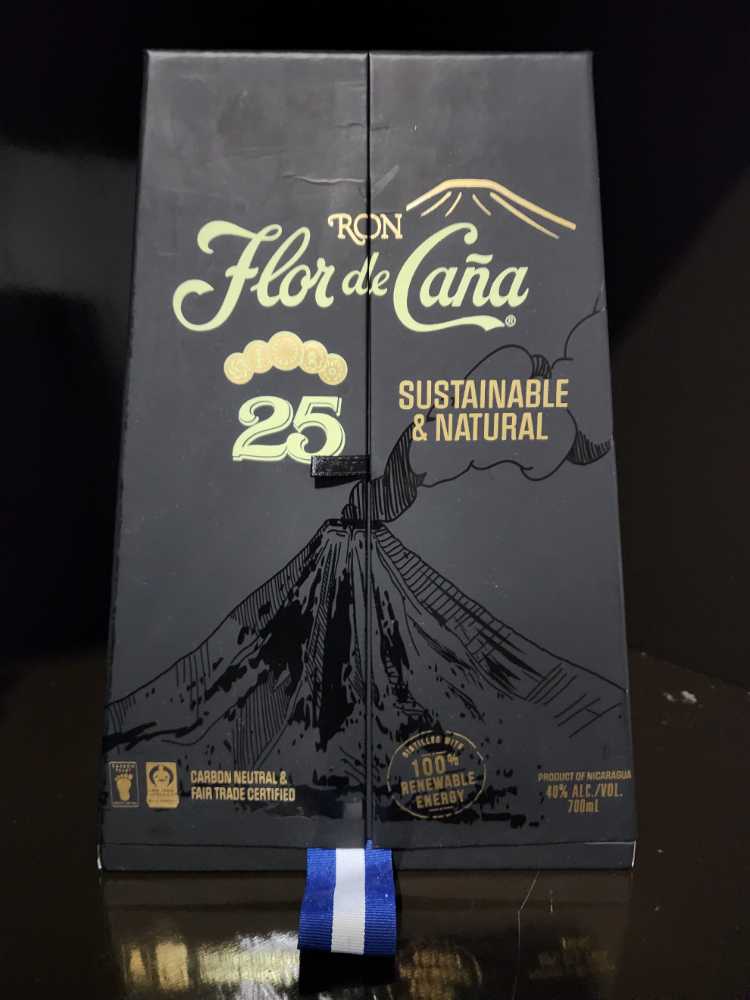 RON
Flor de Caña®
25
SUSTAINABLE
& NATURAL
CARBON NEUTRAL &
FAIR TRADE CERTIFIED
DISTILLED WITH
100%
RENEWABLE
ENERGY
PRODUCT OF NICARAGUA
40% ALC./VOL.
700mL